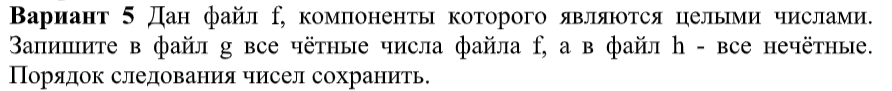 Вариант 5 Дан файл f, компоненты которого являются целыми числами.
Запишите в файл g все чётные числа файла f, а в файл h - все нечётные.
Порядок следования чисел сохранить.